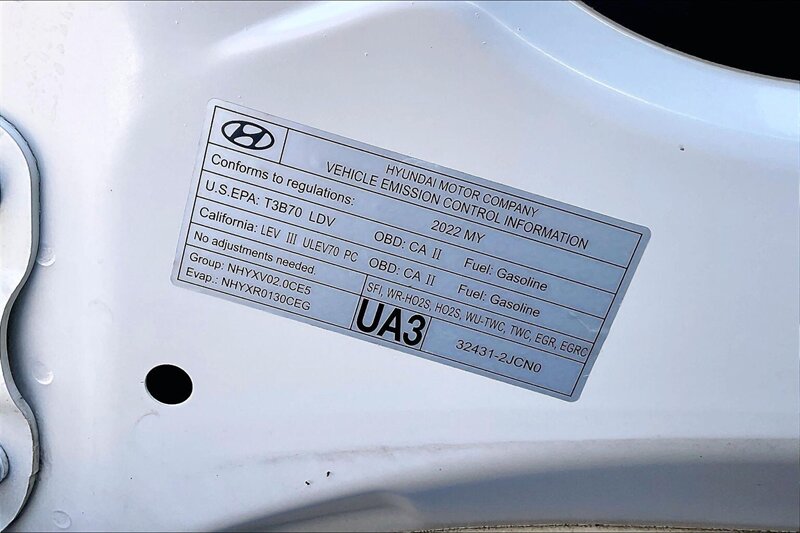 HYUNDAI MOTOR COMPANY
VEHICLE EMISSION CONTROL INFORMATION
Conforms to regulations: 2022 MY
U.S.EPA: T3B70 LDV OBD: CA II Fuel: Gasoline
California: LEV III ULEV70 PC OBD: CA II Fuel: Gasoline
No adjustments needed. SFI, WR-HO2S, HO2S, WU-TWC, TWC, EGR, EGRC
Group: NHYXV02.0CE5
Evap.: NHYXR0130CEG
UA3
32431-2JCN0